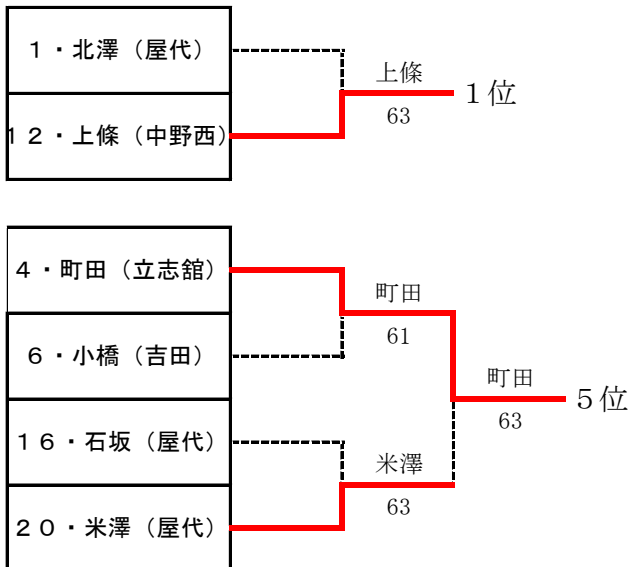 1・北澤（屋代）
上條
63
1位
12・上條（中野西）
4・町田（立志舘）
町田
61
6・小橋（吉田）
町田
63
5位
16・石坂（屋代）
米澤
63
20・米澤（屋代）